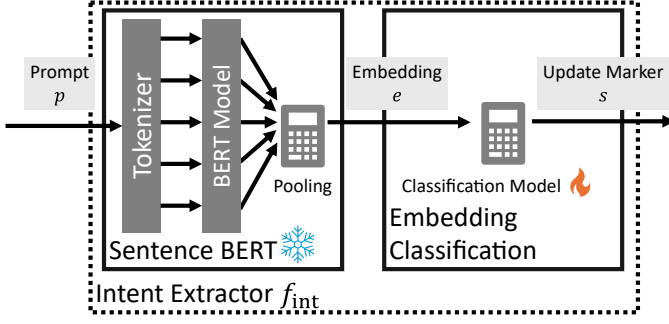 Prompt
p
Tokenizer
BERT Model
Pooling
Sentence BERT
Embedding
e
Classification Model
Embedding
Classification
Update Marker
s
Intent Extractor f_int